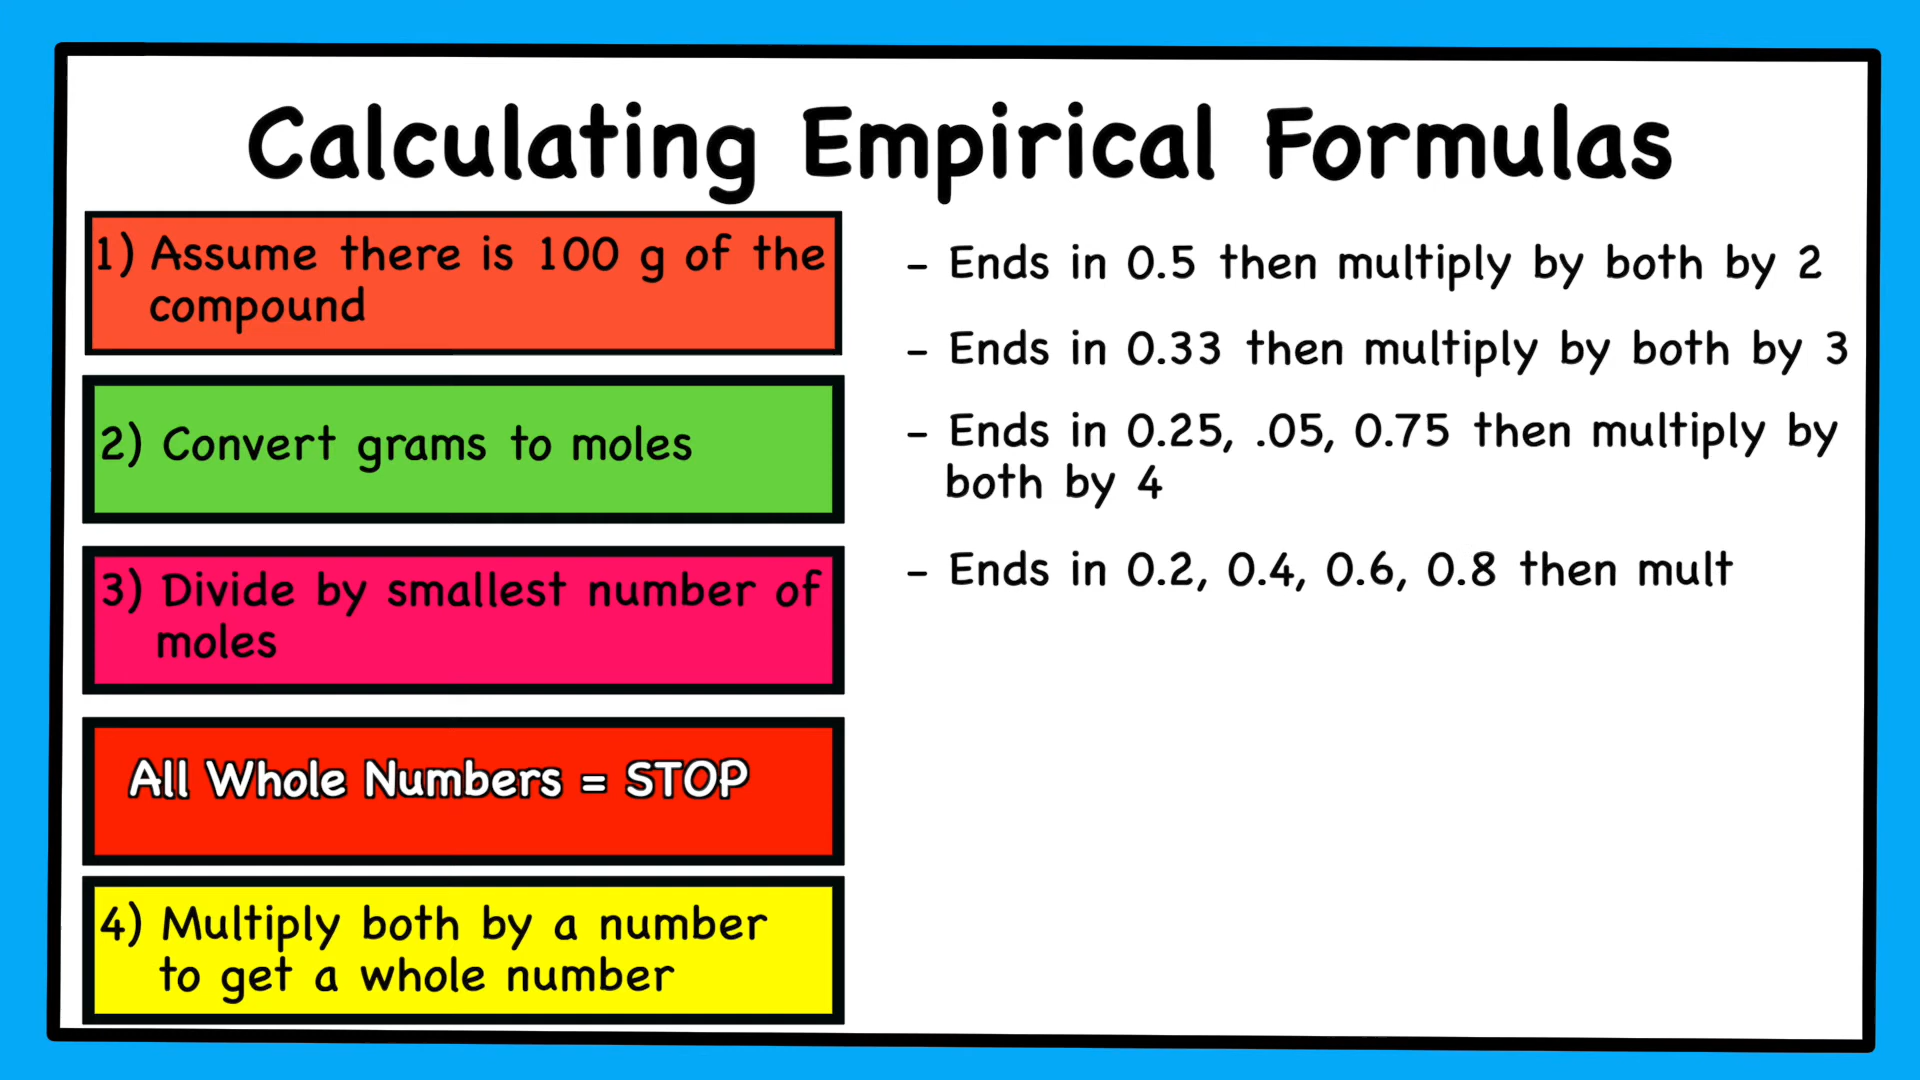 Calculating Empirical Formulas
1) Assume there is 100 g of the
compound
2) Convert grams to moles
3) Divide by smallest number of
moles
All Whole Numbers = STOP
4) Multiply both by a number
to get a whole number
- Ends in 0.5 then multiply by both by 2
- Ends in 0.33 then multiply by both by 3
- Ends in 0.25, .05, 0.75 then multiply by
both by 4
- Ends in 0.2, 0.4, 0.6, 0.8 then mult